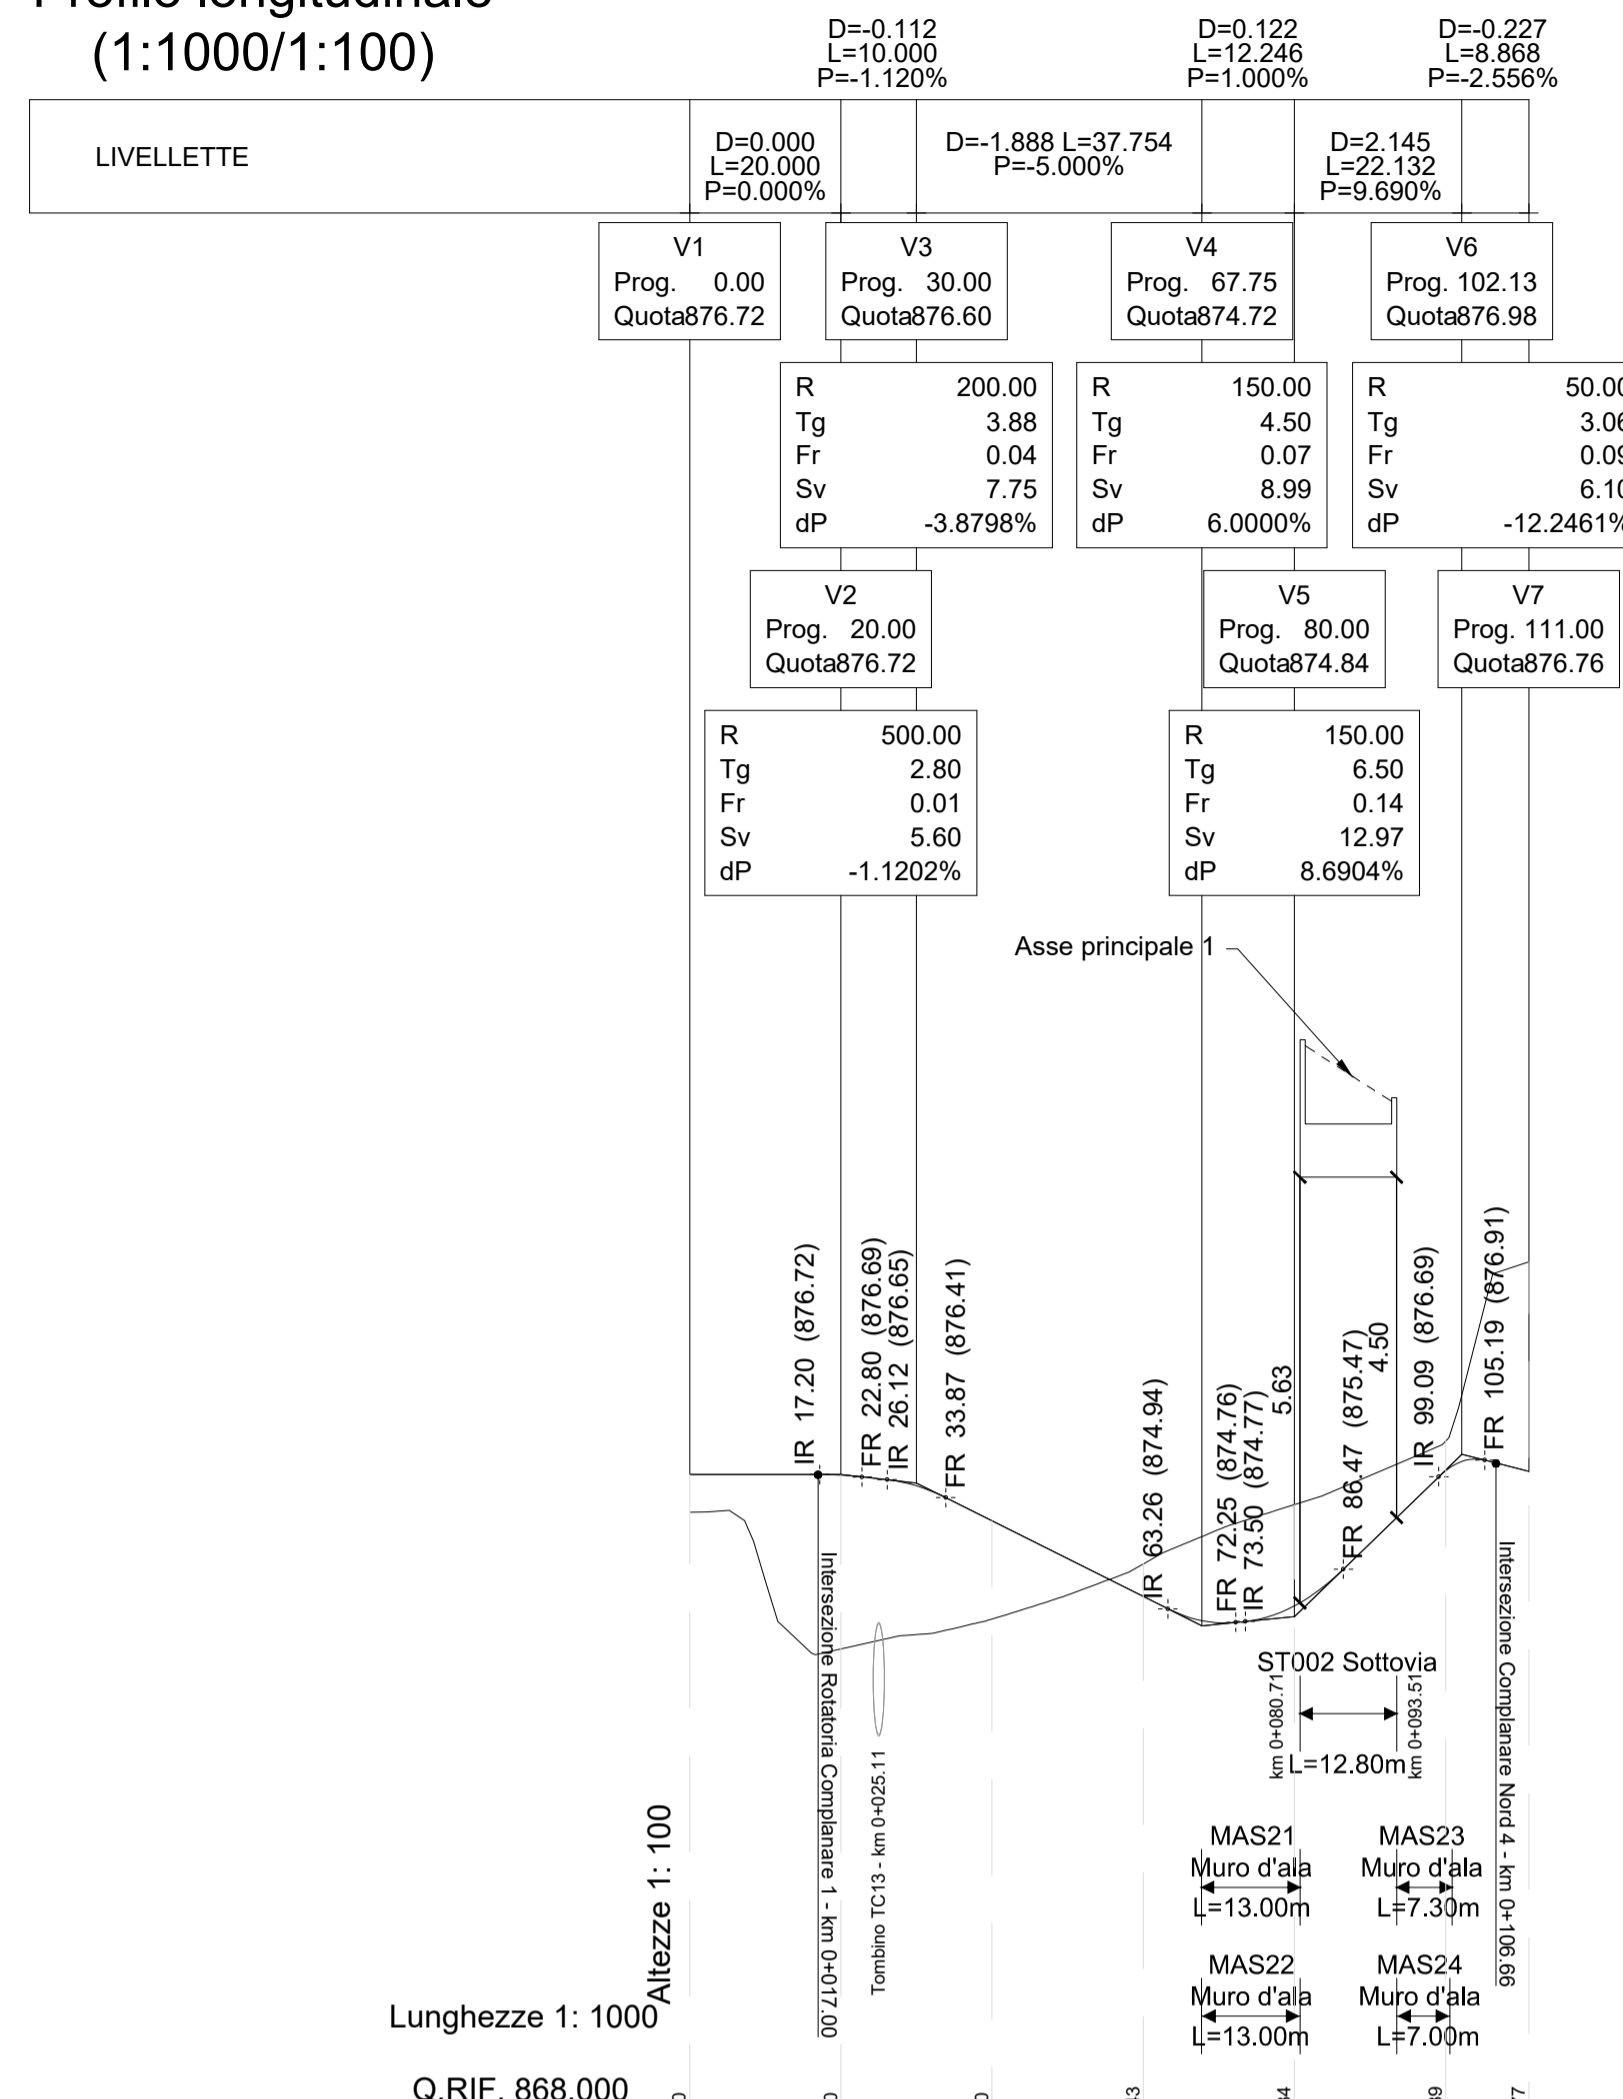 (1:1000/1:100)
D=-0.112
L=10.000
P=-1.120%
D=0.122
L=12.246
P=1.000%
D=-0.227
L=8.868
P=-2.556%
LIVELLETTE
D=0.000
L=20.000
P=0.000%
D=-1.888 L=37.754
P=-5.000%
D=2.145
L=22.132
P=9.690%
V1
Prog. 0.00
Quota876.72
V3
Prog. 30.00
Quota876.60
V4
Prog. 67.75
Quota874.72
V6
Prog. 102.13
Quota876.98
R 200.00
Tg 3.88
Fr 0.04
Sv 7.75
dP -3.8798%
R 150.00
Tg 4.50
Fr 0.07
Sv 8.99
dP 6.0000%
R 50.00
Tg 3.06
Fr 0.09
Sv 6.10
dP -12.2461%
V2
Prog. 20.00
Quota876.72
V5
Prog. 80.00
Quota874.84
V7
Prog. 111.00
Quota876.76
R 500.00
Tg 2.80
Fr 0.01
Sv 5.60
dP -1.1202%
R 150.00
Tg 6.50
Fr 0.14
Sv 12.97
dP 8.6904%
Asse principale 1
IR 17.20 (876.72)
FR 22.80 (876.69)
IR 26.12 (876.65)
FR 33.87 (876.41)
IR 63.26 (874.94)
FR 72.25 (874.76)
IR 73.50 (874.77)
5.63
FR 86.47 (875.47)
4.50
IR 99.09 (876.69)
FR 105.19 (876.91)
Intersezione Rotatoria Complanare 1 - km 0+017.00
Tombino TC13 - km 0+025.11
ST002 Sottovia
km 0+080.71
km 0+093.51
L=12.80m
Intersezione Complanare Nord 4 - km 0+106.66
MAS21
Muro d'ala
L=13.00m
MAS23
Muro d'ala
L=7.30m
MAS22
Muro d'ala
L=13.00m
MAS24
Muro d'ala
L=7.00m
Altezze 1: 100
Lunghezze 1: 1000
Q.RIF. 868.000